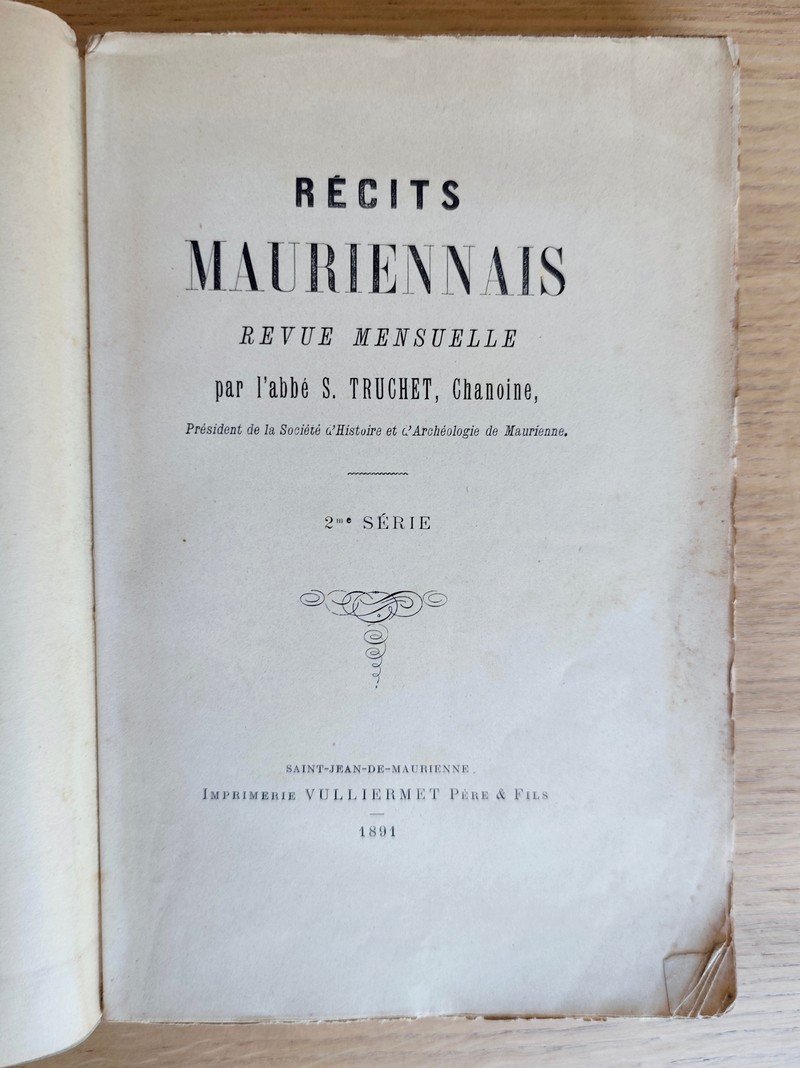 RÉCITS
MAURIENNAIS
REVUE MENSUELLE
par l'abbé S. TRUCHET, Chanoine,
Président de la Société d'Histoire et d'Archéologie de Maurienne.
2me SÉRIE
SAINT-JEAN-DE-MAURIENNE.
IMPRIMERIE VULLIERMET PÈRE & FILS
1891